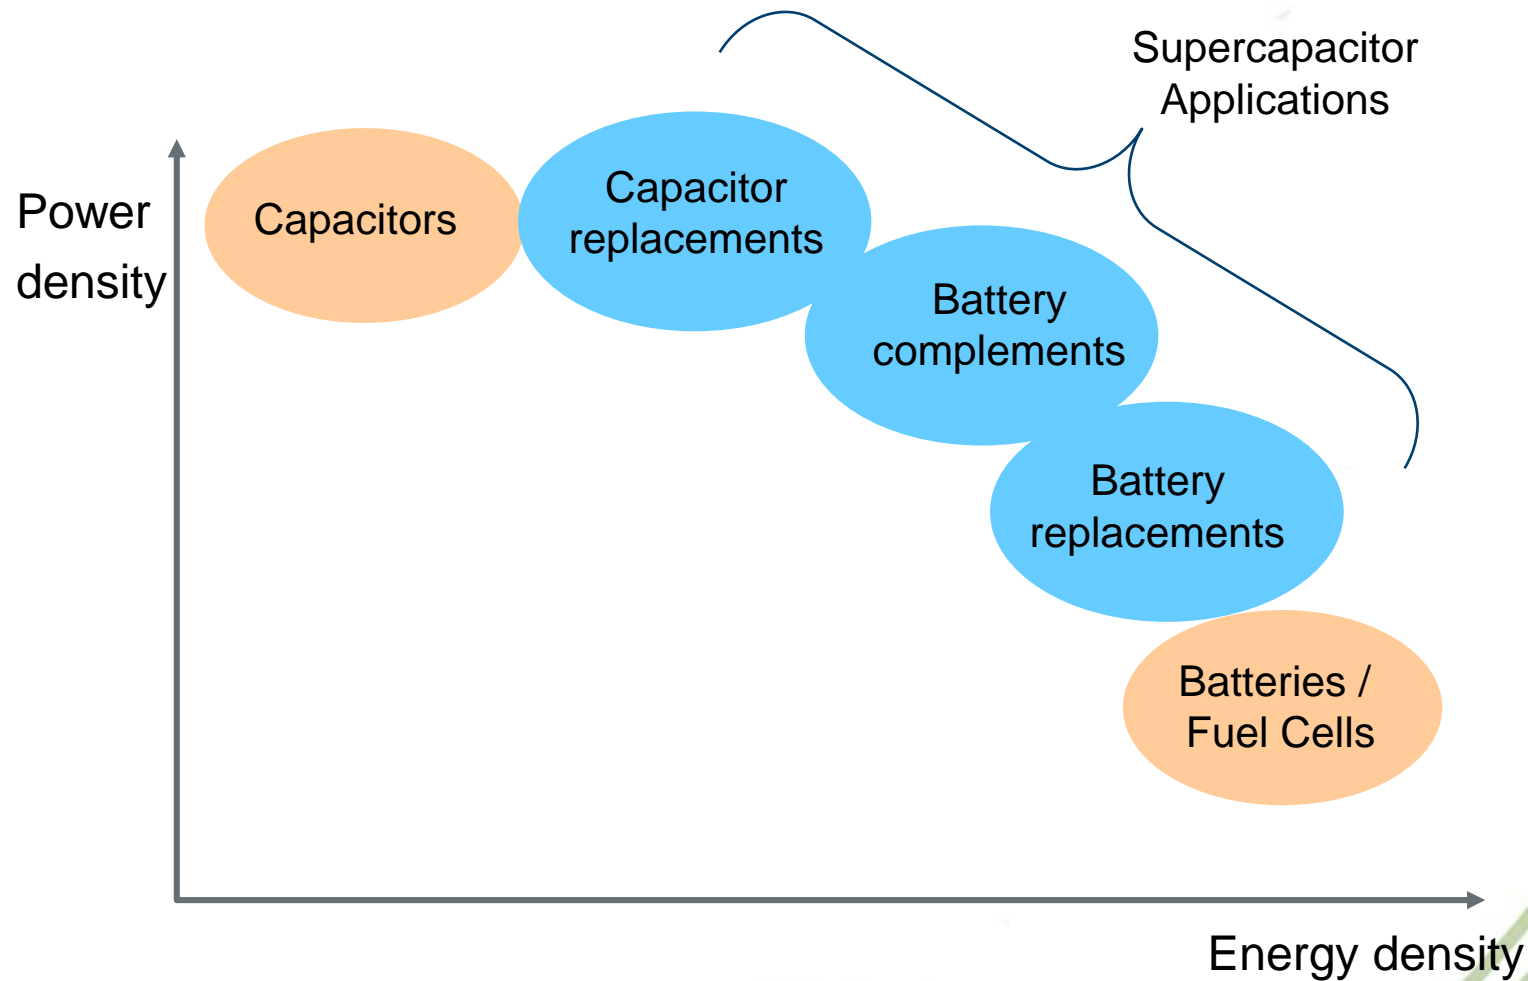 Supercapacitor
Applications
Power
density
Capacitors
Capacitor
replacements
Battery
complements
Battery
replacements
Batteries /
Fuel Cells
Energy density